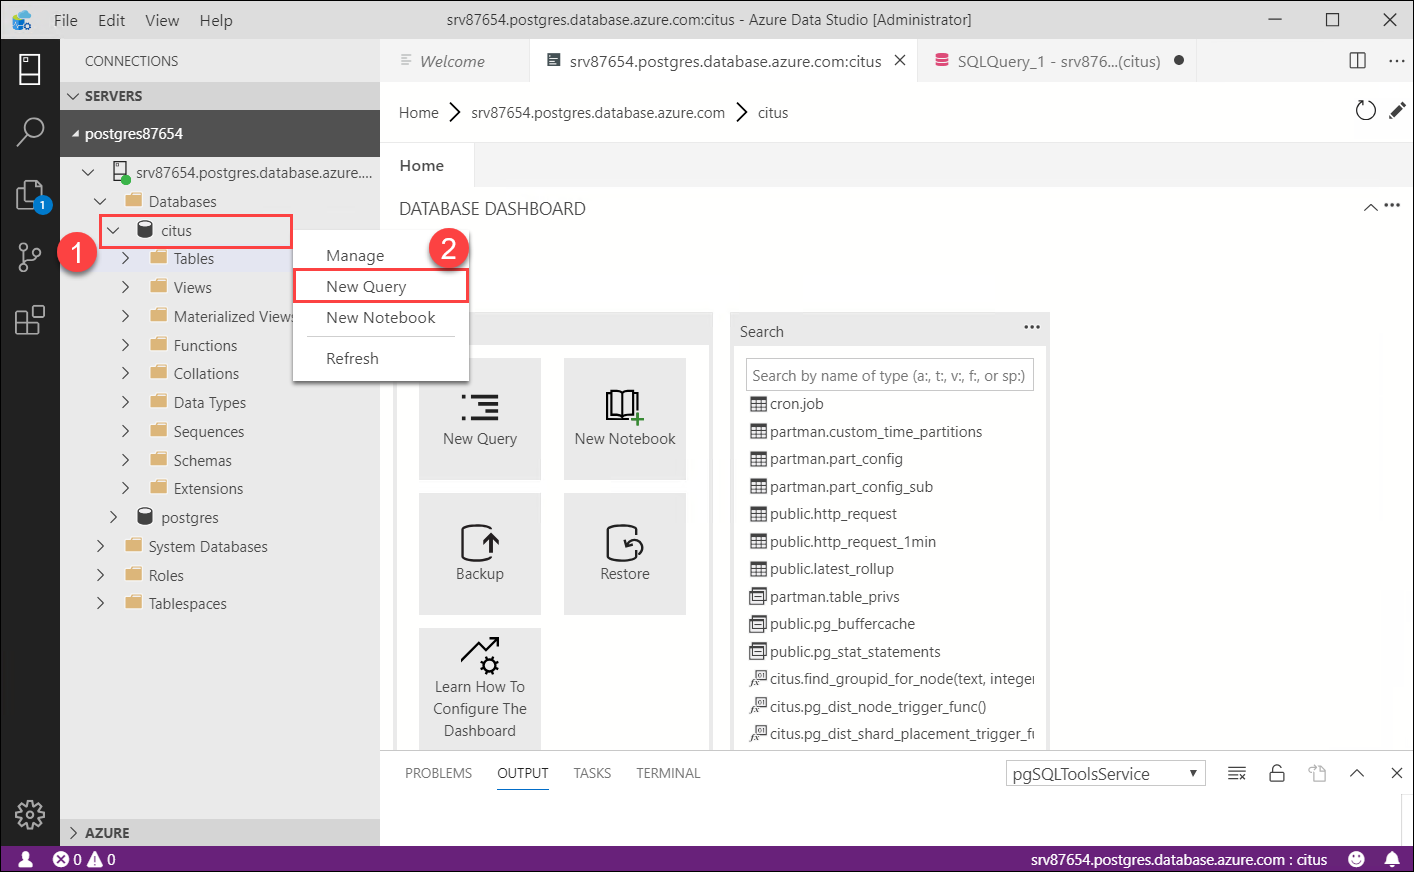 File Edit View Help
srv87654.postgres.database.azure.com:citus - Azure Data Studio [Administrator]
CONNECTIONS
SERVERS
postgres87654
srv87654.postgres.database.azure....
Databases
citus
Tables
Views
Materialized Views
Functions
Collations
Data Types
Sequences
Schemas
Extensions
postgres
System Databases
Roles
Tablespaces
AZURE
1
1
2
Manage
New Query
New Notebook
Refresh
Welcome
srv87654.postgres.database.azure.com:citus
SQLQuery_1 - srv876...(citus)
Home srv87654.postgres.database.azure.com citus
Home
DATABASE DASHBOARD
New Query
New Notebook
Backup
Restore
Learn How To
Configure The
Dashboard
Search
Search by name of type (a:, t:, v:, f:, or sp:)
cron.job
partman.custom_time_partitions
partman.part_config
partman.part_config_sub
public.http_request
public.http_request_1min
public.latest_rollup
partman.table_privs
public.pg_buffercache
public.pg_stat_statements
citus.find_groupid_for_node(text, integer
citus.pg_dist_node_trigger_func()
citus.pg_dist_shard_placement_trigger_fu
PROBLEMS OUTPUT TASKS TERMINAL
pgSQLToolsService
0 0
srv87654.postgres.database.azure.com : citus